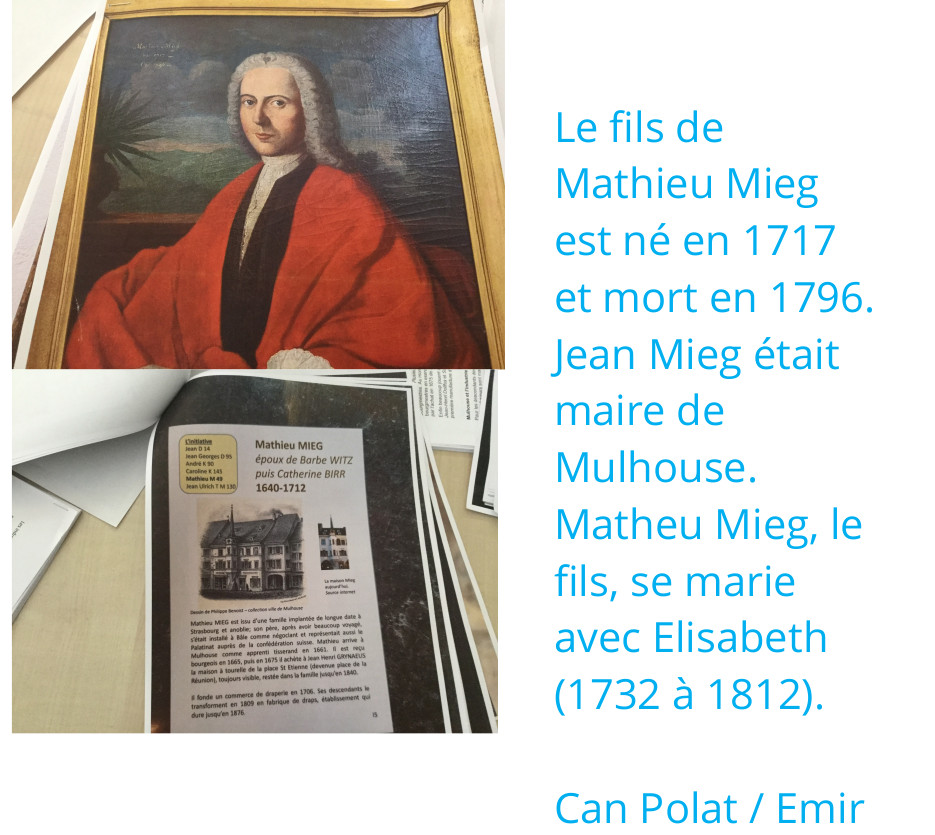 L'initiative
Jean D 14
Jean Georges D 95
André K 90
Caroline K 145
Mathieu M 49
Jean Ulrich T M 130
Mathieu MIEG
époux de Barbe WITZ
puis Catherine BIRR
1640-1712
La maison Mieg
aujourd'hui
Source internet
Dessin de Philippe Benoist – collection ville de Mulhouse
Mathieu MIEG est issu d'une famille implantée de longue date à
Strasbourg et anoblie; son père, après avoir beaucoup voyagé,
s'était installé à Bâle comme négociant et représentait aussi le
Palatinat auprès de la confédération suisse. Mathieu arrive à
Mulhouse comme apprenti tisserand en 1661. Il est reçu
bourgeois en 1665, puis en 1675 il achète à Jean Henri GRYNAEUS
la maison à tourelle de la place St Etienne (devenue place de la
Réunion), toujours visible, restée dans la famille jusqu'en 1840.
Il fonde un commerce de draperie en 1706. Ses descendants le
transforment en 1809 en fabrique de draps, établissement qui
dure jusqu'en 1876.
15
Le fils de
Mathieu Mieg
est né en 1717
et mort en 1796.
Jean Mieg était
maire de
Mulhouse.
Matheu Mieg, le
fils, se marie
avec Elisabeth
(1732 à 1812).
Can Polat / Emir